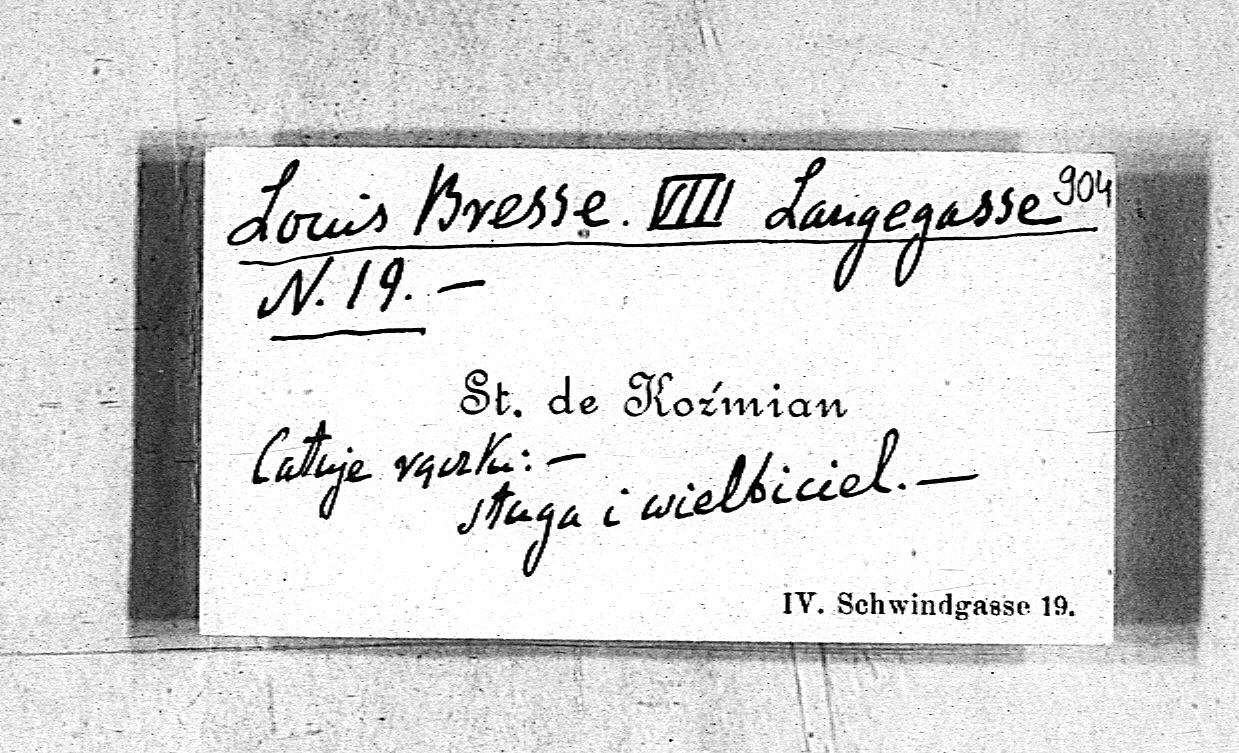 904
Louis Bresse. VIII Langegasse
N. 19. —
St. de Koźmian
Całuje rączki: —
sługa i wielbiciel. —
IV. Schwindgasse 19.